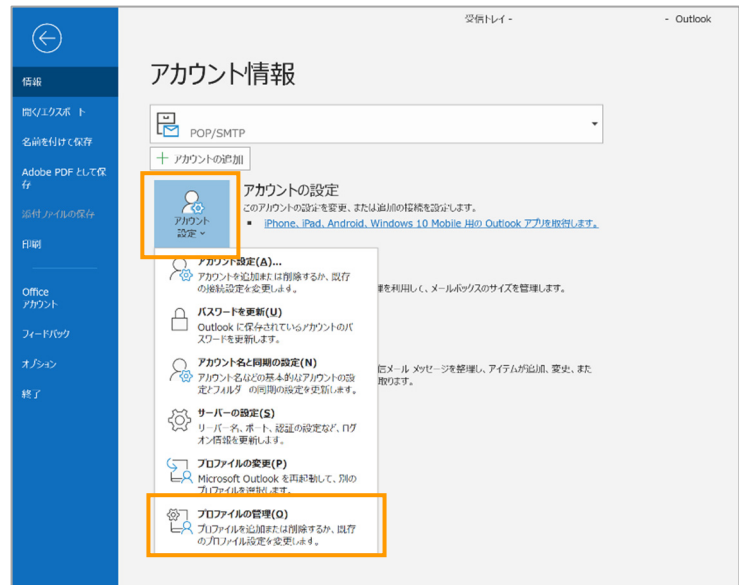 受信トレイ -
- Outlook
情報
開く/エクスポート
名前を付けて保存
Adobe PDF として保
存
添付ファイルの保存
印刷
Office
アカウント
フィードバック
オプション
終了
アカウント情報
POP/SMTP
アカウントの追加
アカウント
設定
アカウントの設定
このアカウントの設定を変更、または追加の接続を設定します。
iPhone、iPad、Android、Windows 10 Mobile 用の Outlook アプリを取得します。
アカウント設定(A)...
アカウントを追加または削除するか、既存
の接続設定を変更します。
パスワードを更新(U)
Outlook に保存されているアカウントのパ
スワードを更新します。
アカウント名と同期の設定(N)
アカウント名などの基本的なアカウントの設
定とフォルダーの同期の設定を更新します。
サーバーの設定(S)
サーバー名、ポート、認証の設定など、ログ
オン情報を更新します。
プロファイルの変更(P)
Microsoft Outlook を再起動して、別の
プロファイルを選択します。
プロファイルの管理(O)
プロファイルを追加または削除するか、既存
のプロファイル設定を変更します。
を利用して、メールボックスのサイズを管理します。
信メール メッセージを整理し、アイテムが追加、変更、また
取ります。